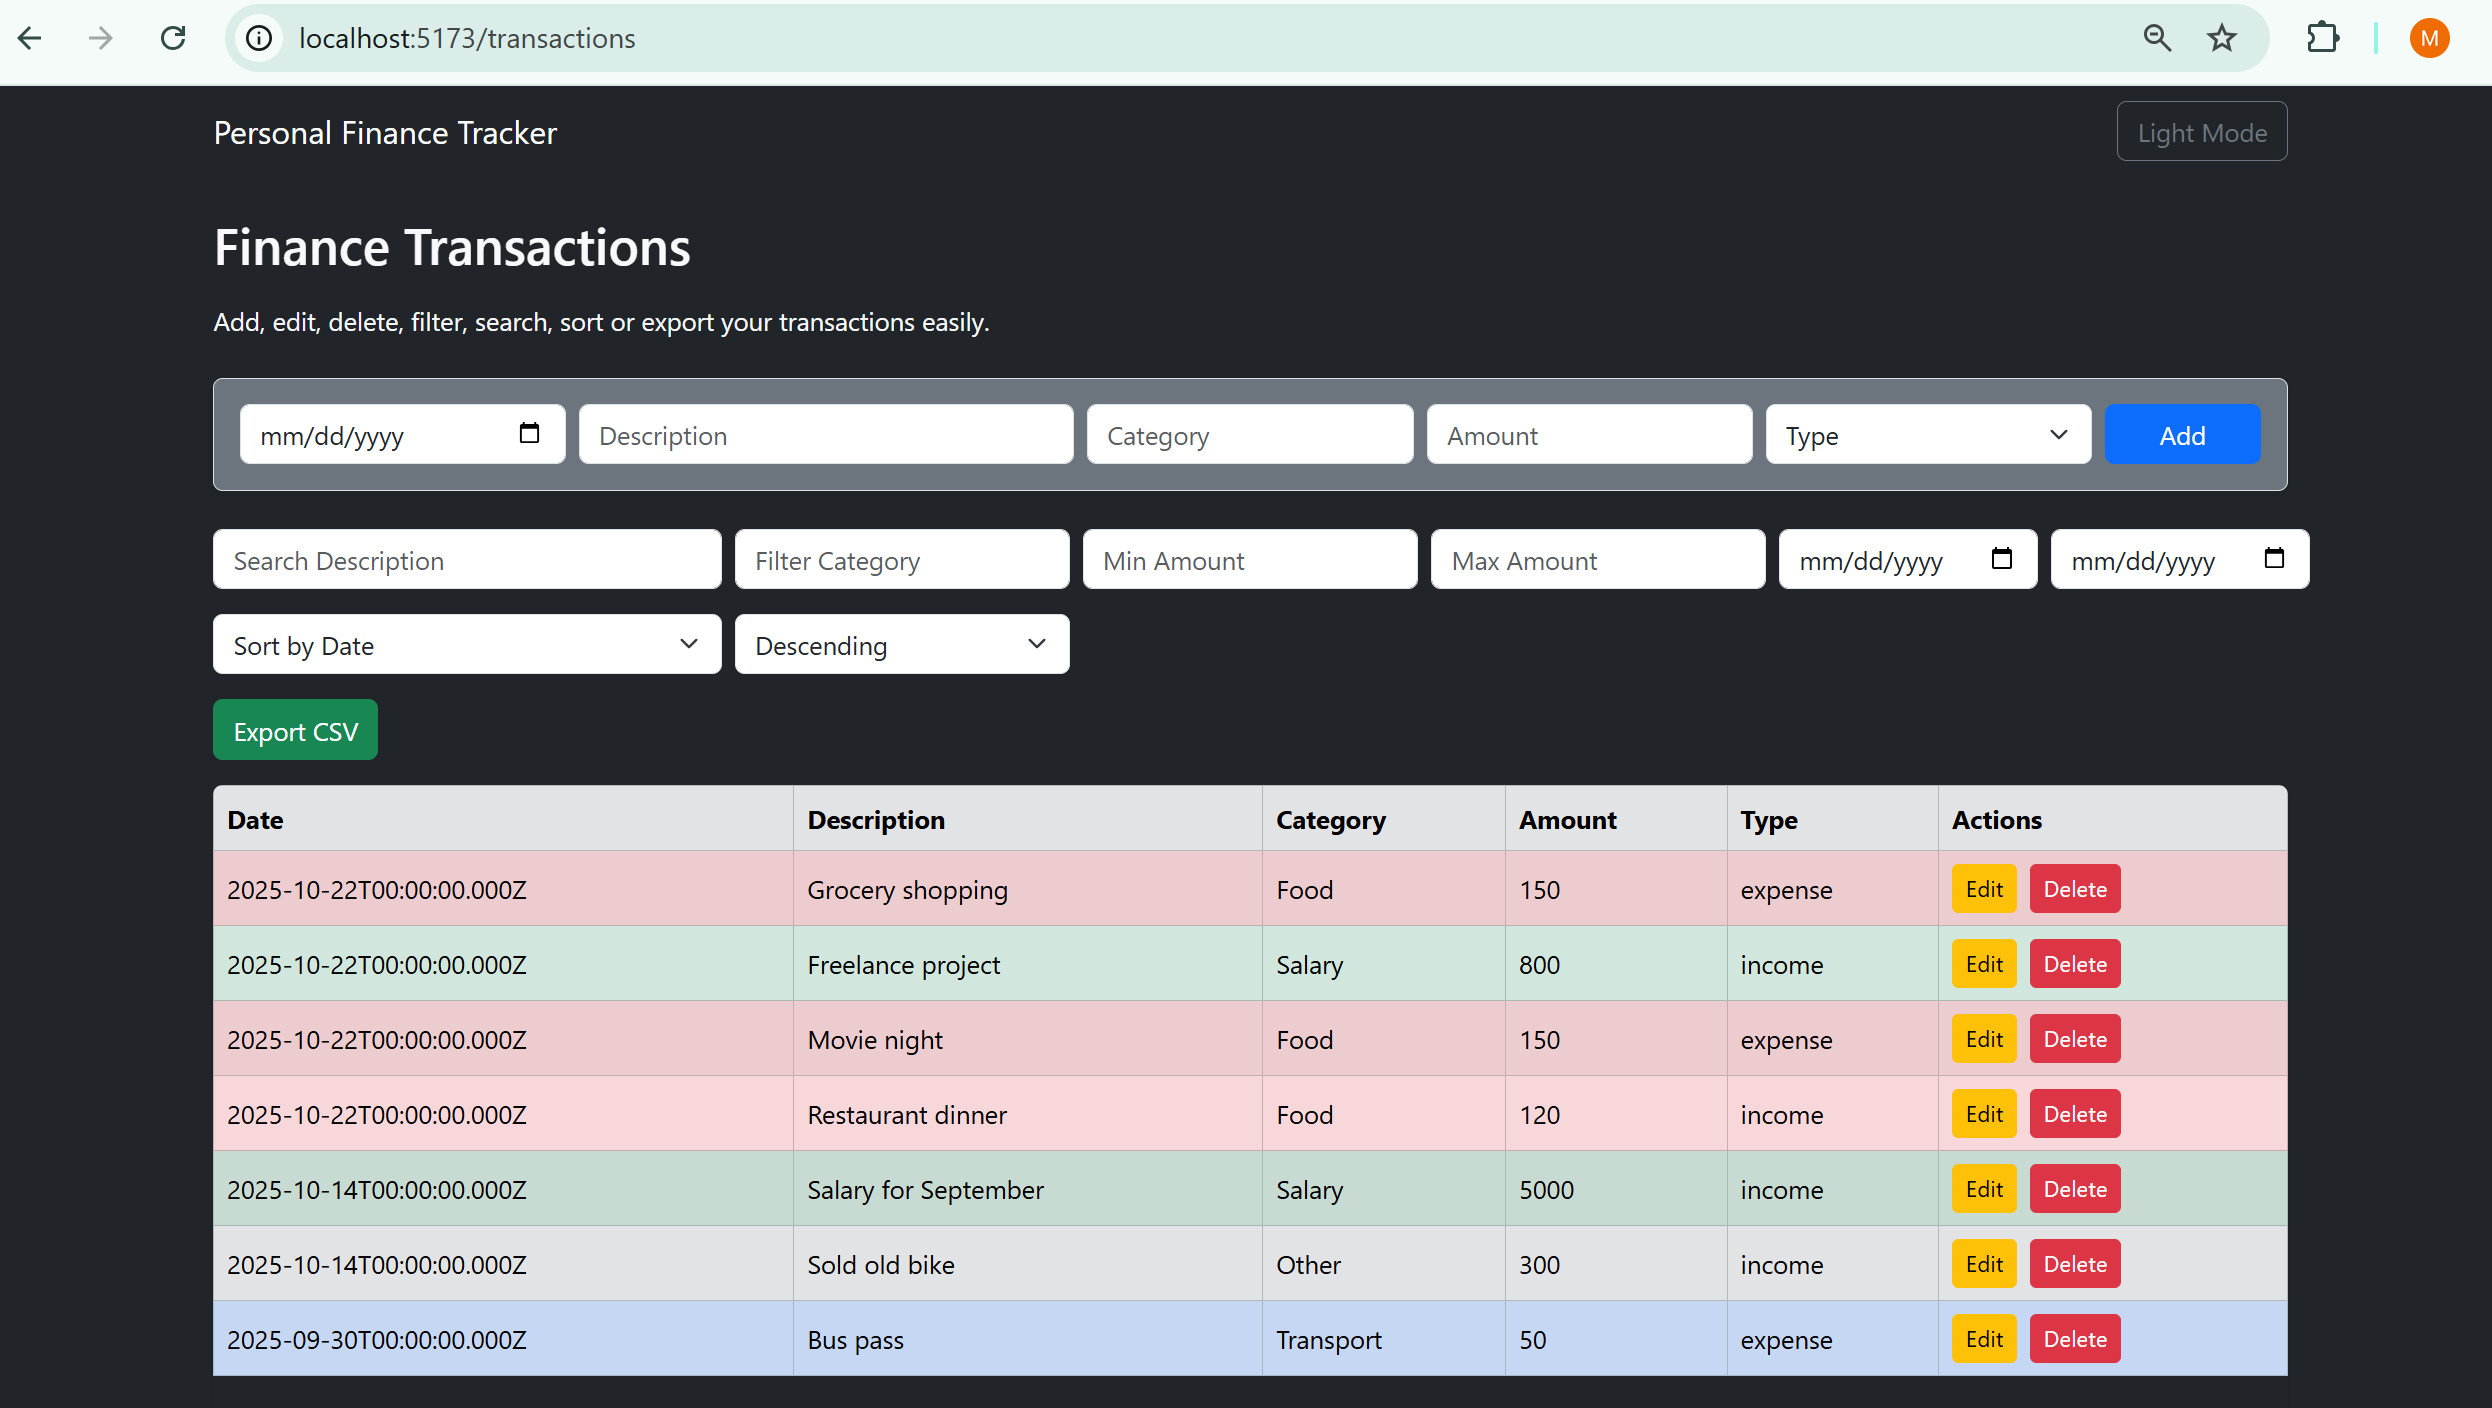 localhost:5173/transactions
M
Personal Finance Tracker
Light Mode
Finance Transactions
Add, edit, delete, filter, search, sort or export your transactions easily.
mm/dd/yyyy Description Category Amount Type Add
Search Description Filter Category Min Amount Max Amount mm/dd/yyyy mm/dd/yyyy
Sort by Date Descending
Export CSV
Date Description Category Amount Type Actions
2025-10-22T00:00:00.000Z Grocery shopping Food 150 expense Edit Delete
2025-10-22T00:00:00.000Z Freelance project Salary 800 income Edit Delete
2025-10-22T00:00:00.000Z Movie night Food 150 expense Edit Delete
2025-10-22T00:00:00.000Z Restaurant dinner Food 120 income Edit Delete
2025-10-14T00:00:00.000Z Salary for September Salary 5000 income Edit Delete
2025-10-14T00:00:00.000Z Sold old bike Other 300 income Edit Delete
2025-09-30T00:00:00.000Z Bus pass Transport 50 expense Edit Delete